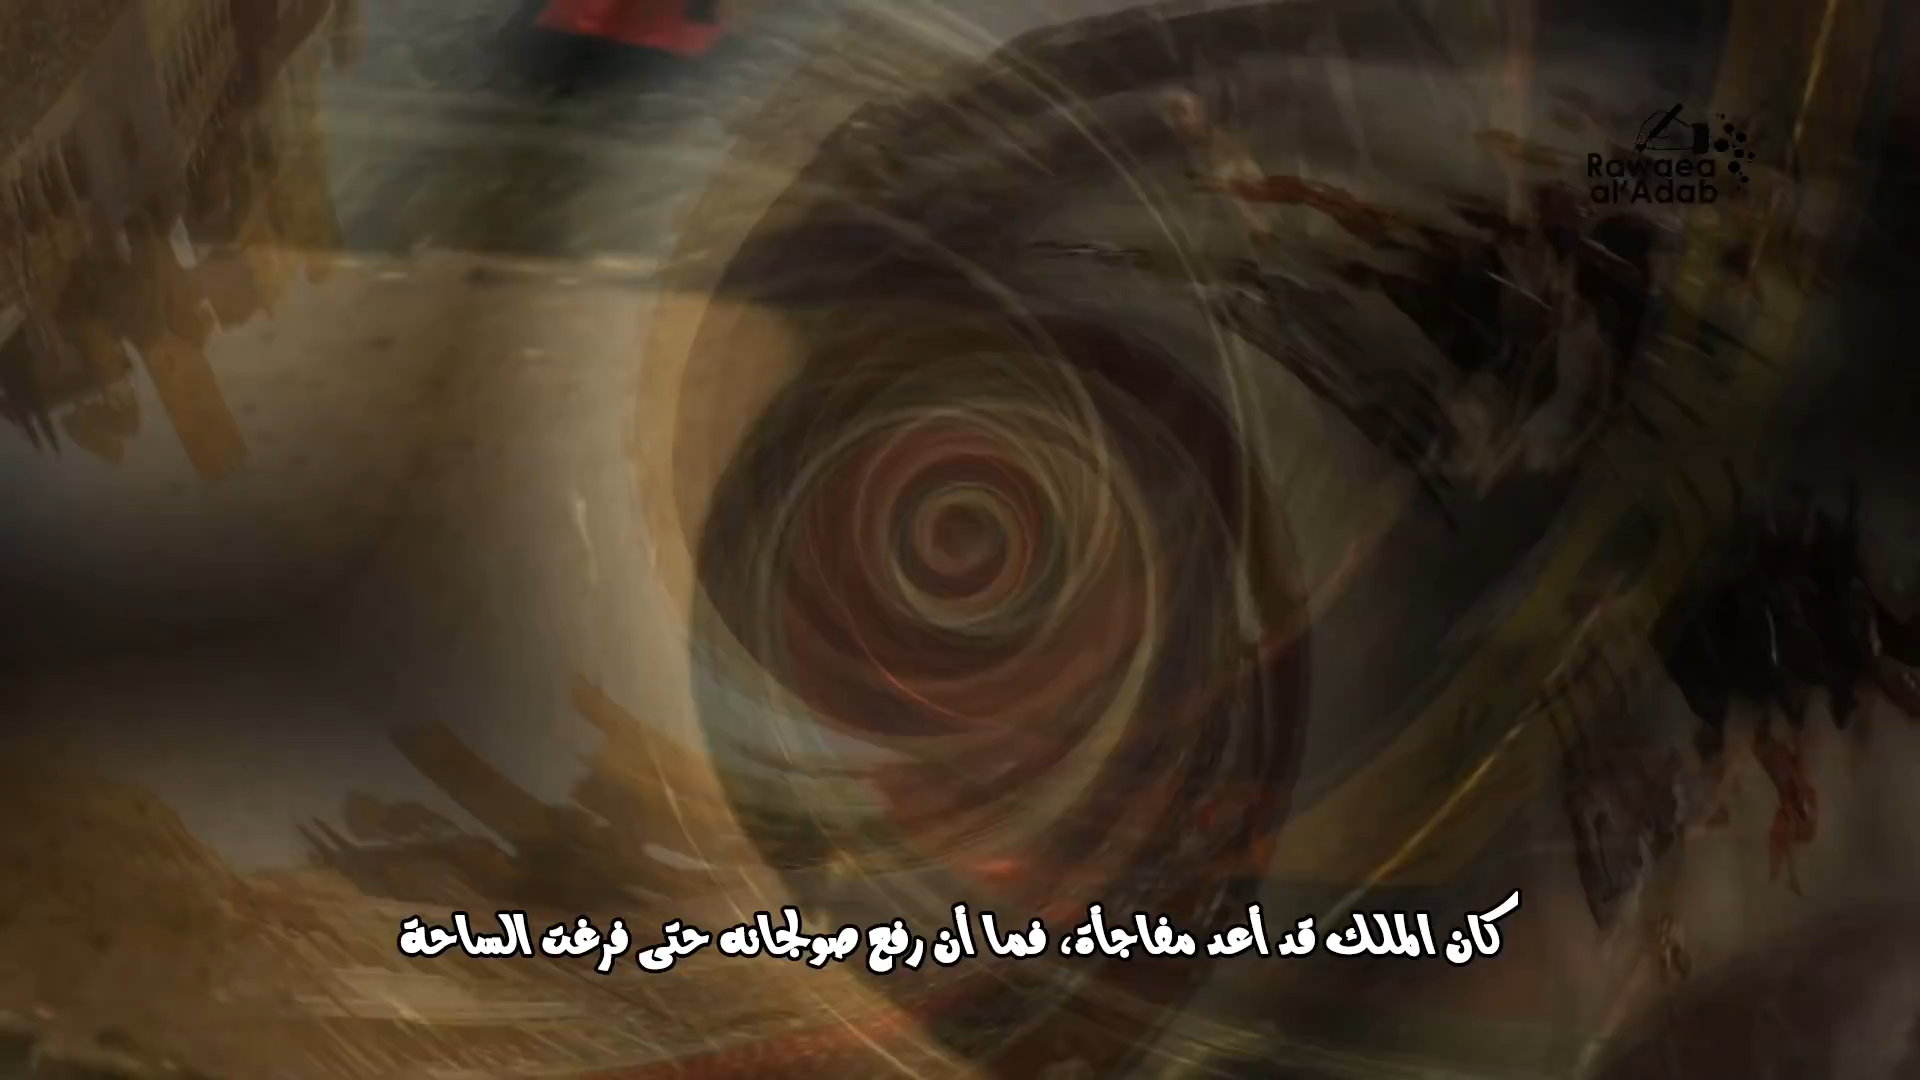 Rawaea
al'Adab
كان الملك قد أعد مفاجأة، فما أن رفع صولجانه حتى فرغت الساحة